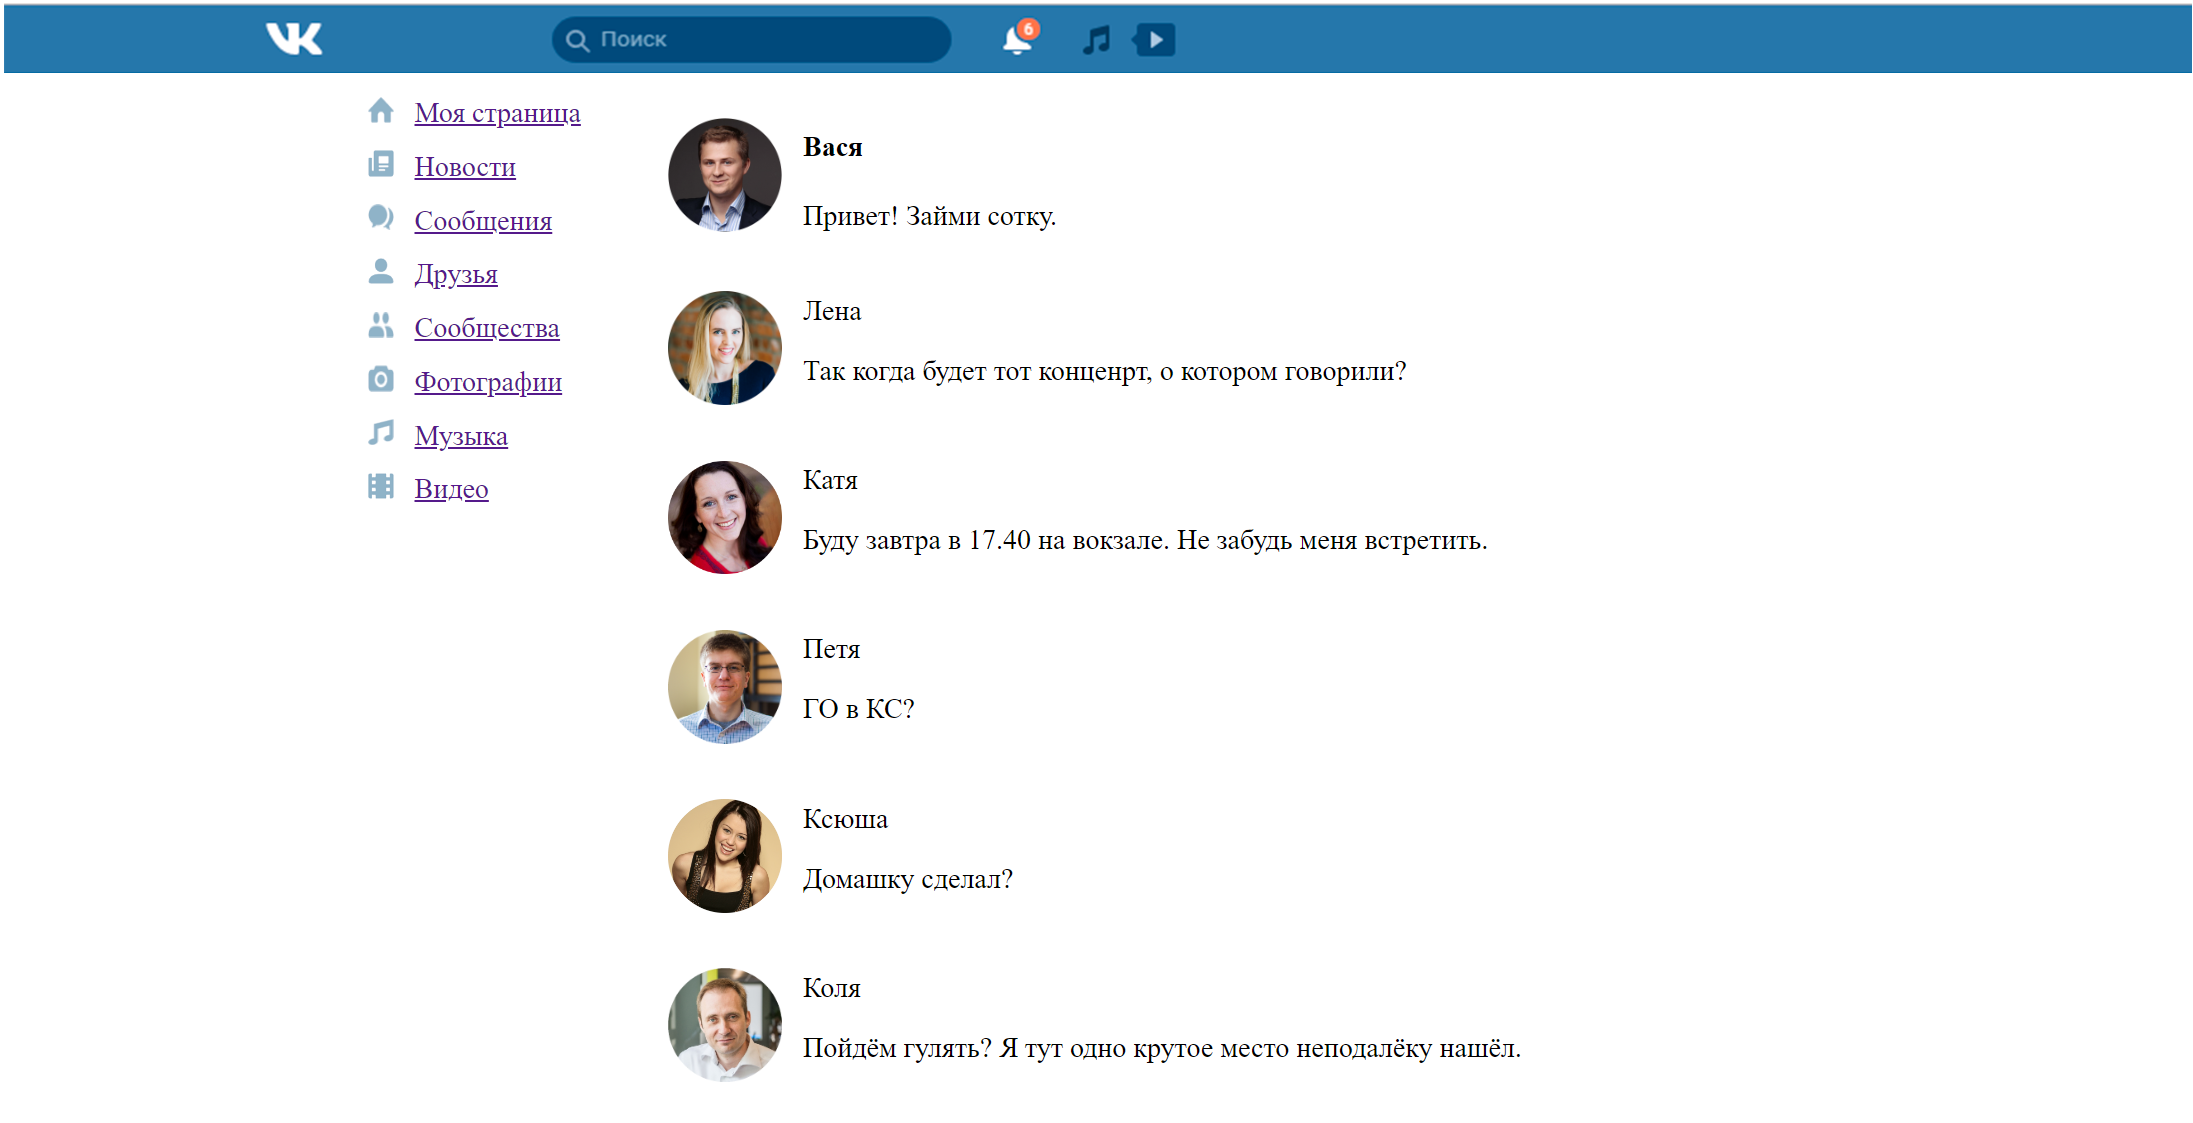 VK
Поиск
6
Моя страница
Новости
Сообщения
Друзья
Сообщества
Фотографии
Музыка
Видео
Вася
Привет! Займи сотку.
Лена
Так когда будет тот конценрт, о котором говорили?
Катя
Буду завтра в 17.40 на вокзале. Не забудь меня встретить.
Петя
ГО в КС?
Ксюша
Домашку сделал?
Коля
Пойдём гулять? Я тут одно крутое место неподалёку нашёл.